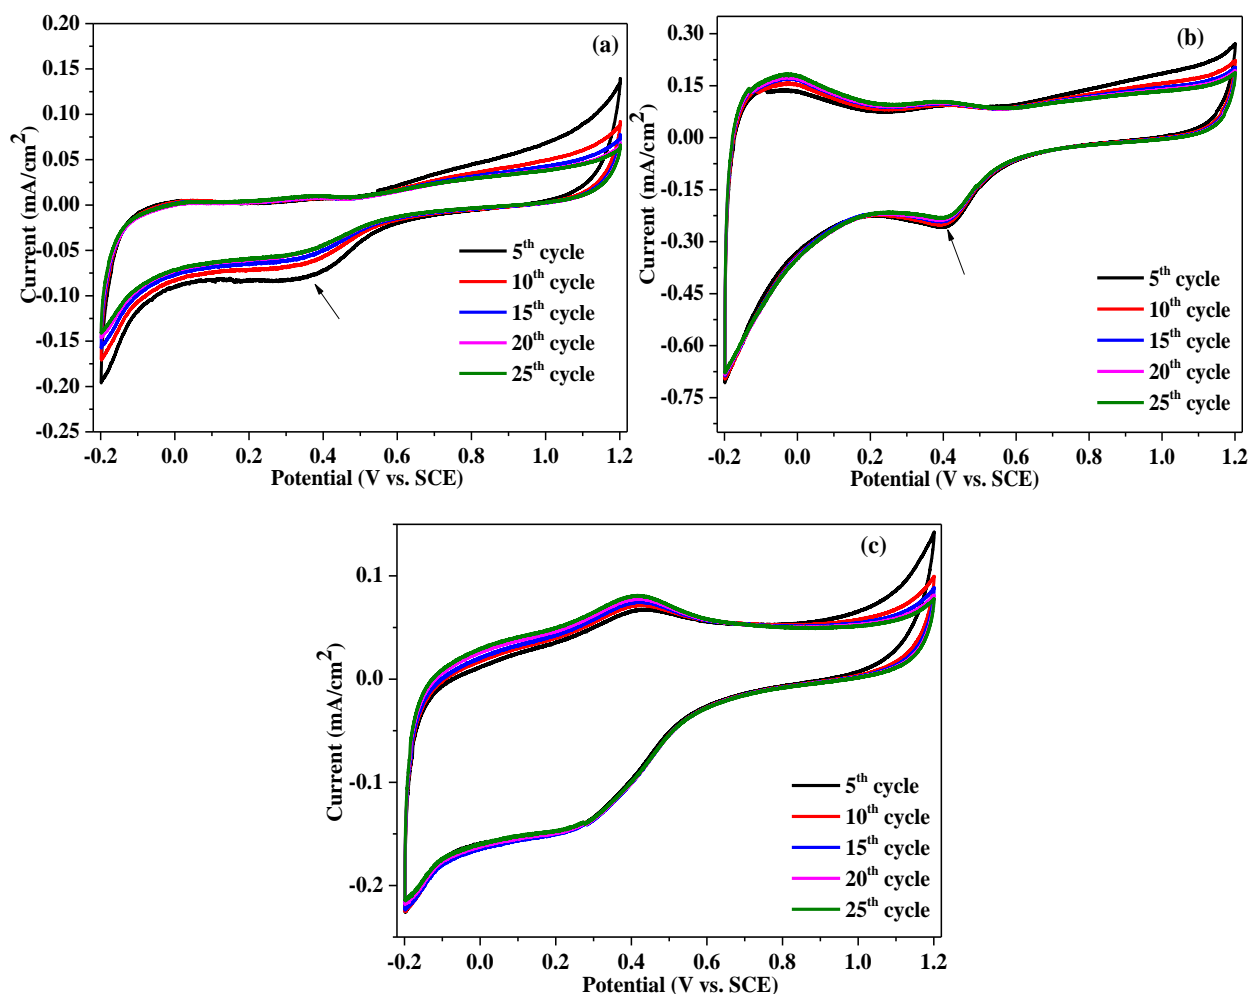 (a)
0.20
0.15
0.10
0.05
0.00
-0.05
-0.10
-0.15
-0.20
-0.25
Current (mA/cm²)
5th cycle
10th cycle
15th cycle
20th cycle
25th cycle
-0.2 0.0 0.2 0.4 0.6 0.8 1.0 1.2
Potential (V vs. SCE)
(b)
0.30
0.15
0.00
-0.15
-0.30
-0.45
-0.60
-0.75
Current (mA/cm²)
5th cycle
10th cycle
15th cycle
20th cycle
25th cycle
-0.2 0.0 0.2 0.4 0.6 0.8 1.0 1.2
Potential (V vs. SCE)
(c)
0.1
0.0
-0.1
-0.2
Current (mA/cm²)
5th cycle
10th cycle
15th cycle
20th cycle
25th cycle
-0.2 0.0 0.2 0.4 0.6 0.8 1.0 1.2
Potential (V vs. SCE)